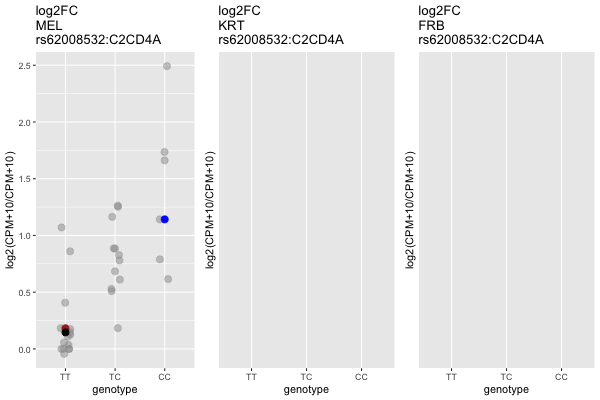 log2FC
MEL
rs62008532:C2CD4A
log2(CPM+10/CPM+10)
2.5
2.0
1.5
1.0
0.5
0.0
TT
TC
CC
genotype
log2FC
KRT
rs62008532:C2CD4A
log2(CPM+10/CPM+10)
TT
TC
CC
genotype
log2FC
FRB
rs62008532:C2CD4A
log2(CPM+10/CPM+10)
TT
TC
CC
genotype